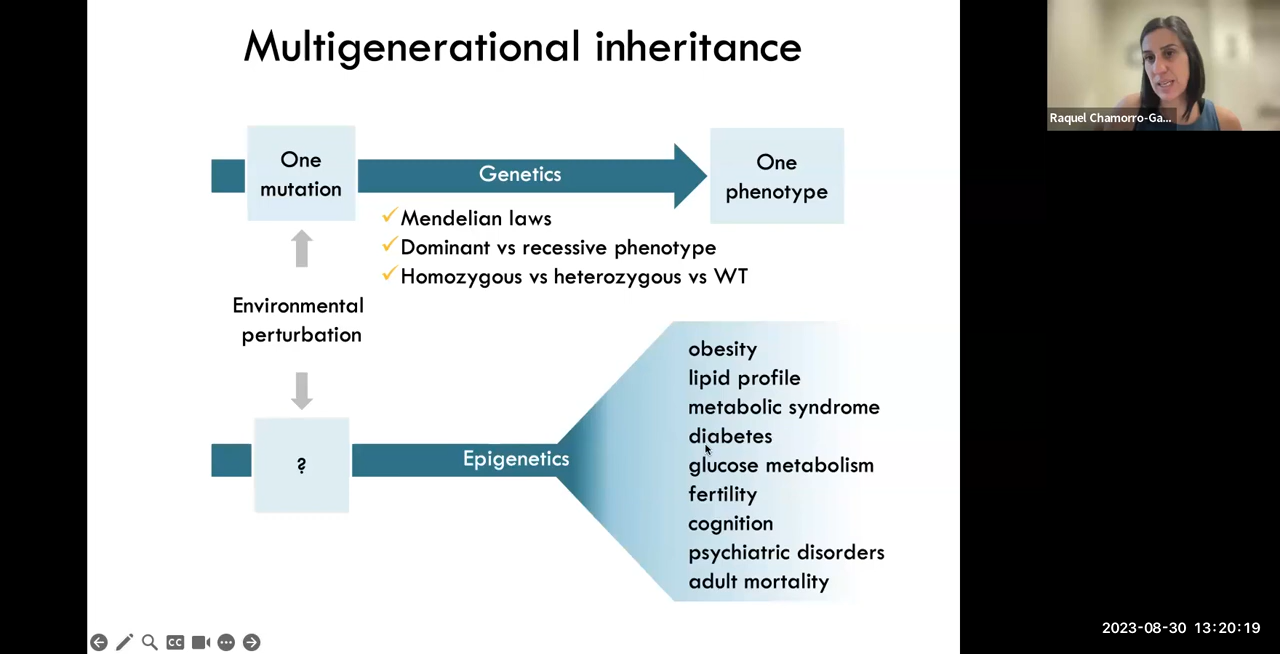 Multigenerational inheritance
One
mutation
Genetics
One
phenotype
Mendelian laws
Dominant vs recessive phenotype
Homozygous vs heterozygous vs WT
Environmental
perturbation
?
Epigenetics
obesity
lipid profile
metabolic syndrome
diabetes
glucose metabolism
fertility
cognition
psychiatric disorders
adult mortality
Raquel Chamorro-Ga...
CC
2023-08-30 13:20:19